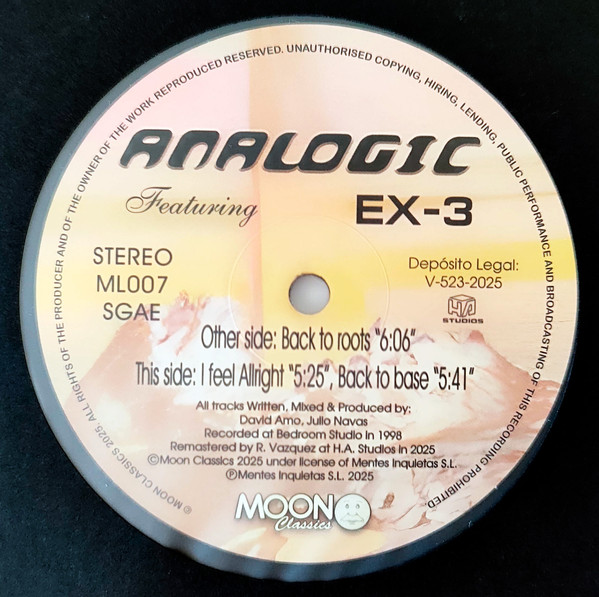 © MOON CLASSICS 2025 ALL RIGHTS OF THE PRODUCER AND OF THE OWNER OF THE WORK REPRODUCED RESERVED. UNAUTHORISED COPYING, HIRING, LENDING, PUBLIC PERFORMANCE AND BROADCASTING OF THIS RECORDING PROHIBITED.
ANALOGIC
Featuring EX-3
STEREO
ML007
SGAE
Depósito Legal:
V-523-2025
HA
STUDIOS
Other side: Back to roots "6:06"
This side: I feel Allright "5:25", Back to base "5:41"
All tracks Written, Mixed & Produced by:
David Amo, Julio Navas
Recorded at Bedroom Studio in 1998
Remastered by R. Vazquez at H.A. Studios in 2025
©Moon Classics 2025 under license of Mentes Inquietas S.L.
℗Mentes Inquietas S.L. 2025
MOON
Classics